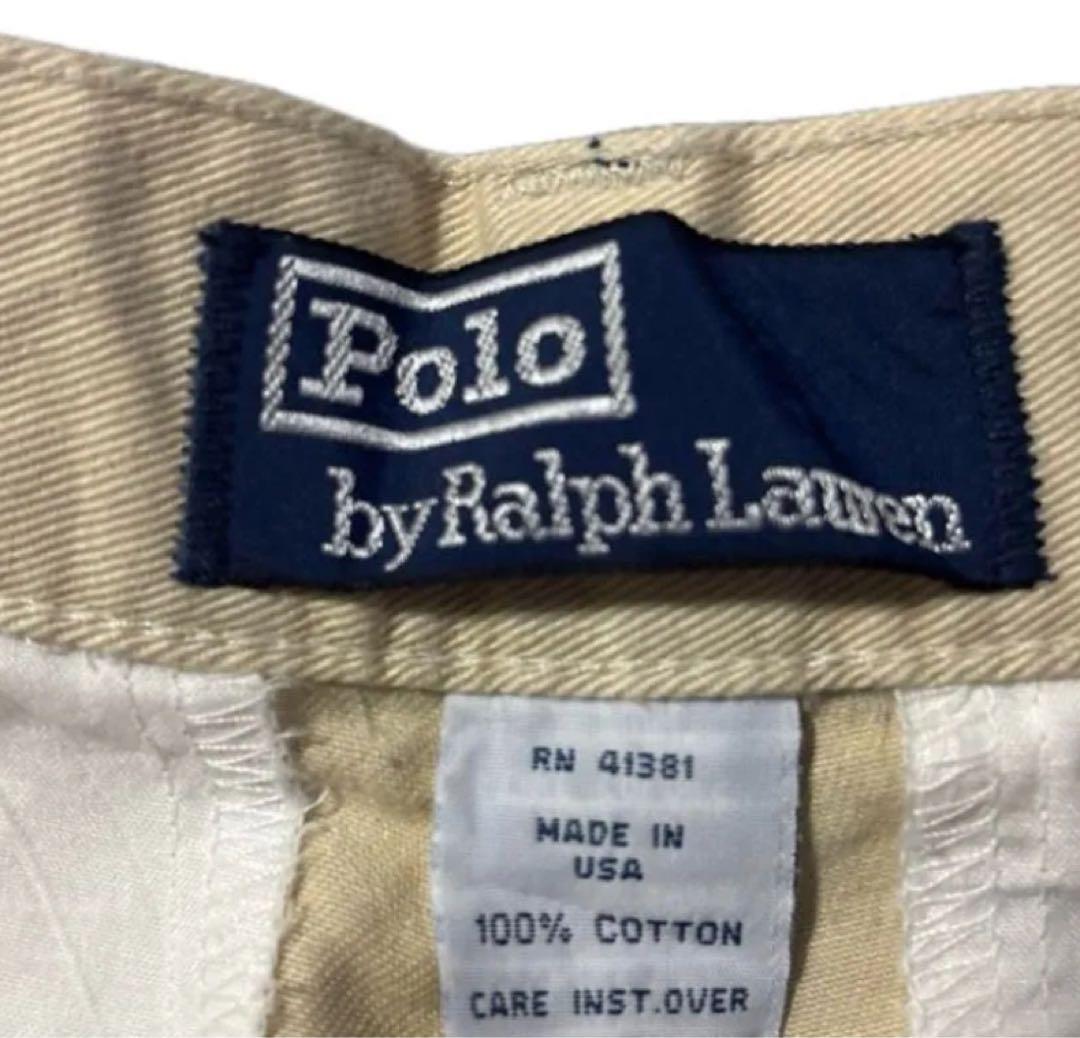 Polo
by Ralph Lauren
RN 41381
MADE IN
USA
100% COTTON
CARE INST.OVER